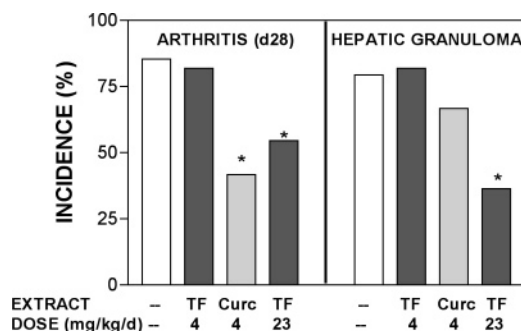 100
75
50
25
0
INCIDENCE (%)
ARTHRITIS (d28) HEPATIC GRANULOMA
* * *
EXTRACT -- TF Curc TF -- TF Curc TF
DOSE (mg/kg/d) -- 4 4 23 -- 4 4 23